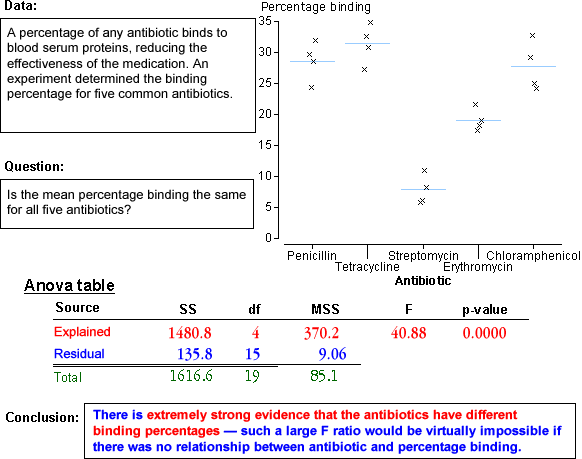 Data:
A percentage of any antibiotic binds to
blood serum proteins, reducing the
effectiveness of the medication. An
experiment determined the binding
percentage for five common antibiotics.
Question:
Is the mean percentage binding the same
for all five antibiotics?
Percentage binding
35
30
25
20
15
10
5
0
Penicillin
Tetracycline
Streptomycin
Erythromycin
Chloramphenicol
Antibiotic
Anova table
Source SS df MSS F p-value
Explained 1480.8 4 370.2 40.88 0.0000
Residual 135.8 15 9.06
Total 1616.6 19 85.1
Conclusion:
There is extremely strong evidence that the antibiotics have different
binding percentages — such a large F ratio would be virtually impossible if
there was no relationship between antibiotic and percentage binding.